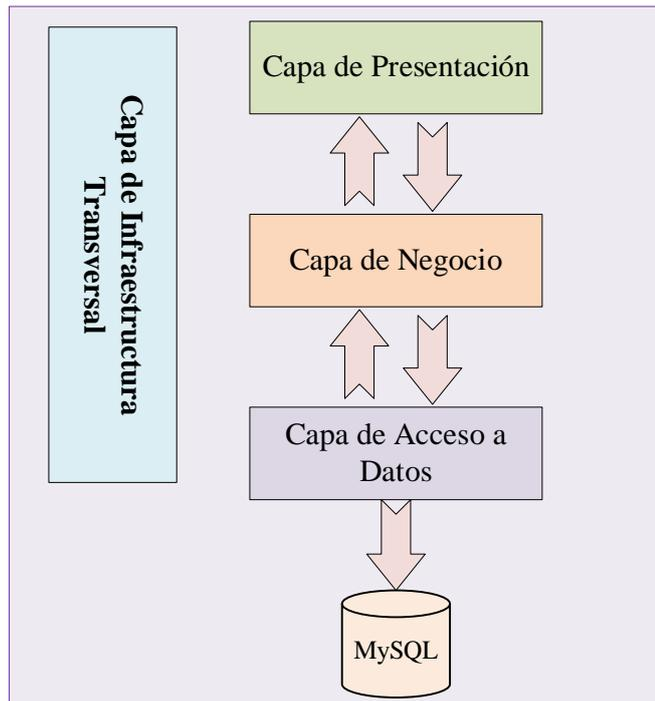 Capa de Infraestructura
Transversal
Capa de Presentación
Capa de Negocio
Capa de Acceso a
Datos
MySQL